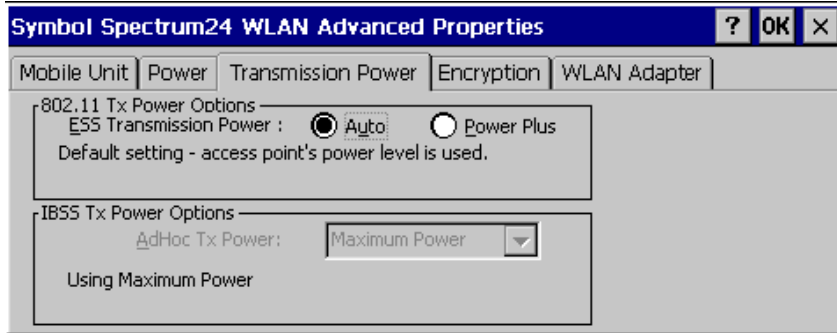 Symbol Spectrum24 WLAN Advanced Properties ? OK ×
Mobile Unit Power Transmission Power Encryption WLAN Adapter
802.11 Tx Power Options
ESS Transmission Power : Auto Power Plus
Default setting - access point's power level is used.
IBSS Tx Power Options
AdHoc Tx Power: Maximum Power
Using Maximum Power